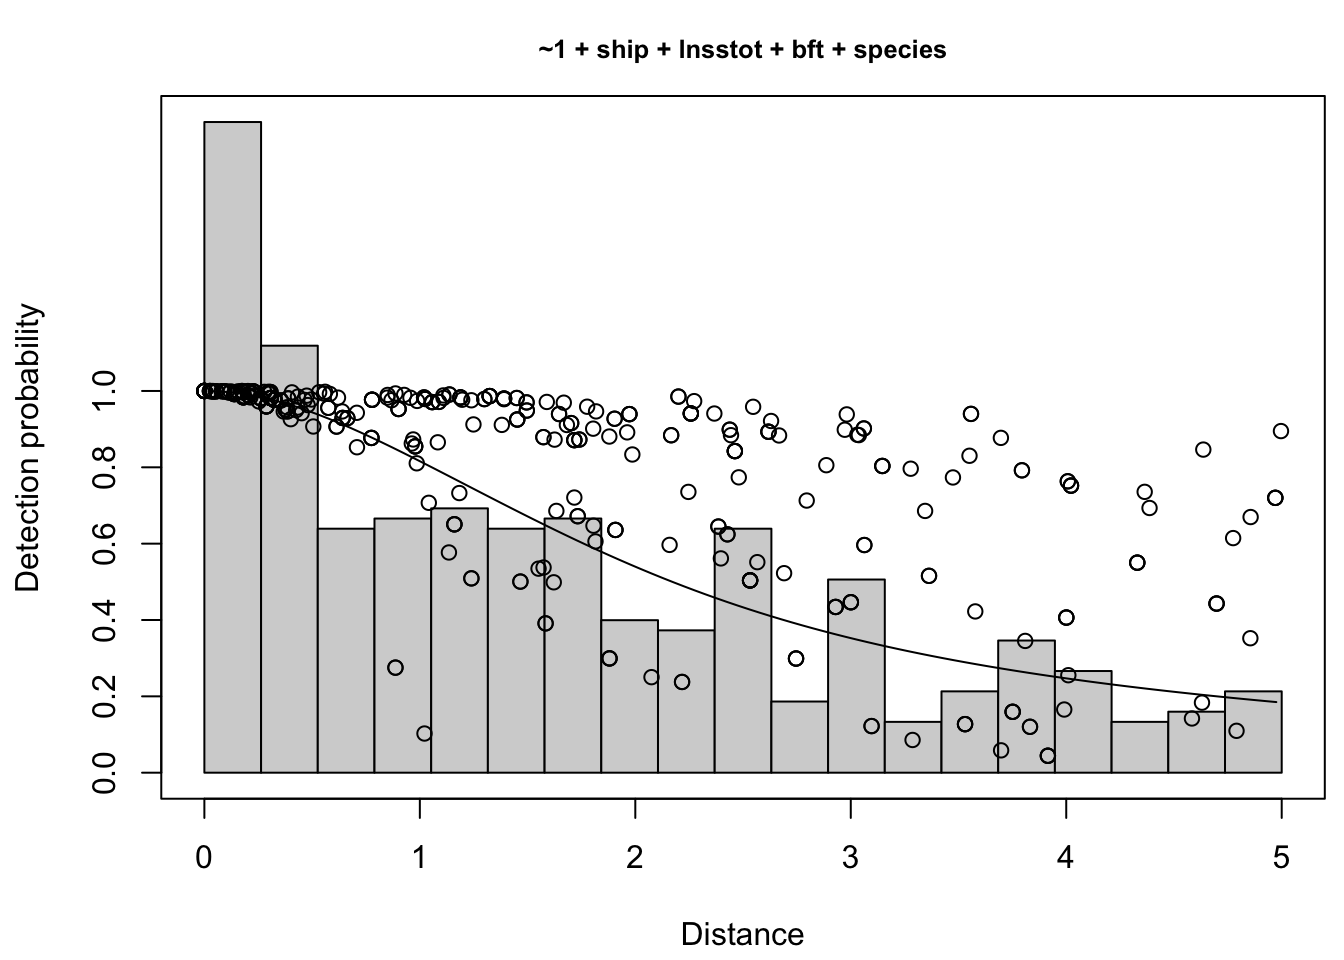 ~1 + ship + lnsstot + bft + species
Detection probability
1.0
0.8
0.6
0.4
0.2
0.0
0 1 2 3 4 5
Distance